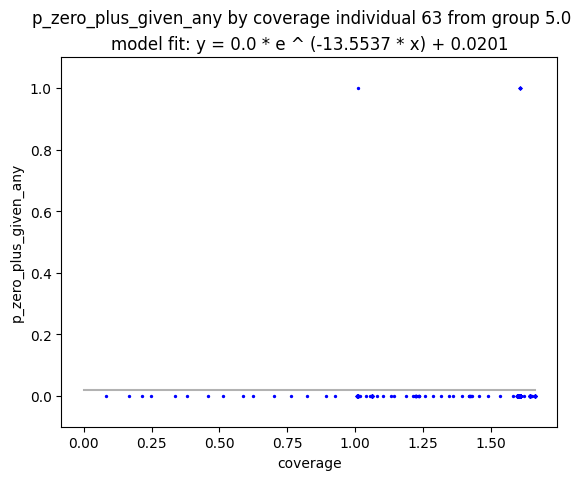 p_zero_plus_given_any by coverage individual 63 from group 5.0
model fit: y = 0.0 * e ^ (-13.5537 * x) + 0.0201
1.0
0.8
0.6
0.4
0.2
0.0
p_zero_plus_given_any
0.00 0.25 0.50 0.75 1.00 1.25 1.50
coverage